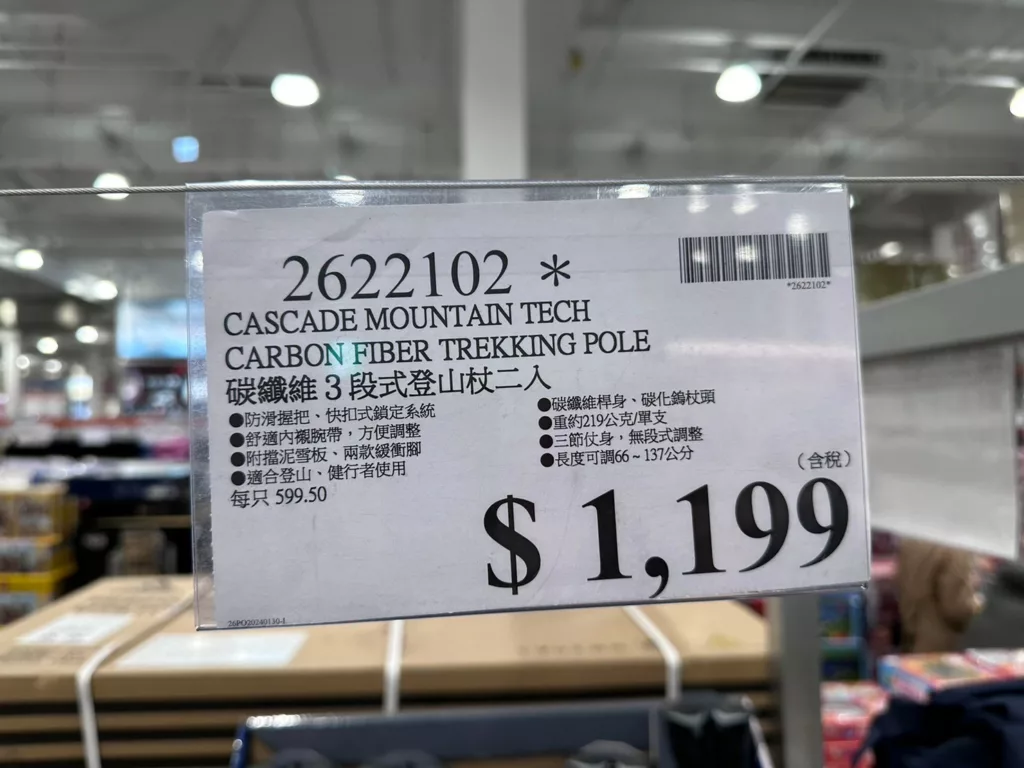 2622102 *
*2622102*
CASCADE MOUNTAIN TECH
CARBON FIBER TREKKING POLE
碳纖維3段式登山杖二入
●防滑握把、快扣式鎖定系統
●舒適內襯腕帶，方便調整
●附擋泥雪板、兩款緩衝腳
●適合登山、健行者使用
每只 599.50
●碳纖維桿身、碳化鎢杖頭
●重約219公克/單支
●三節仗身，無段式調整
●長度可調66~137公分
（含稅）
$1,199
26PO20240130-L